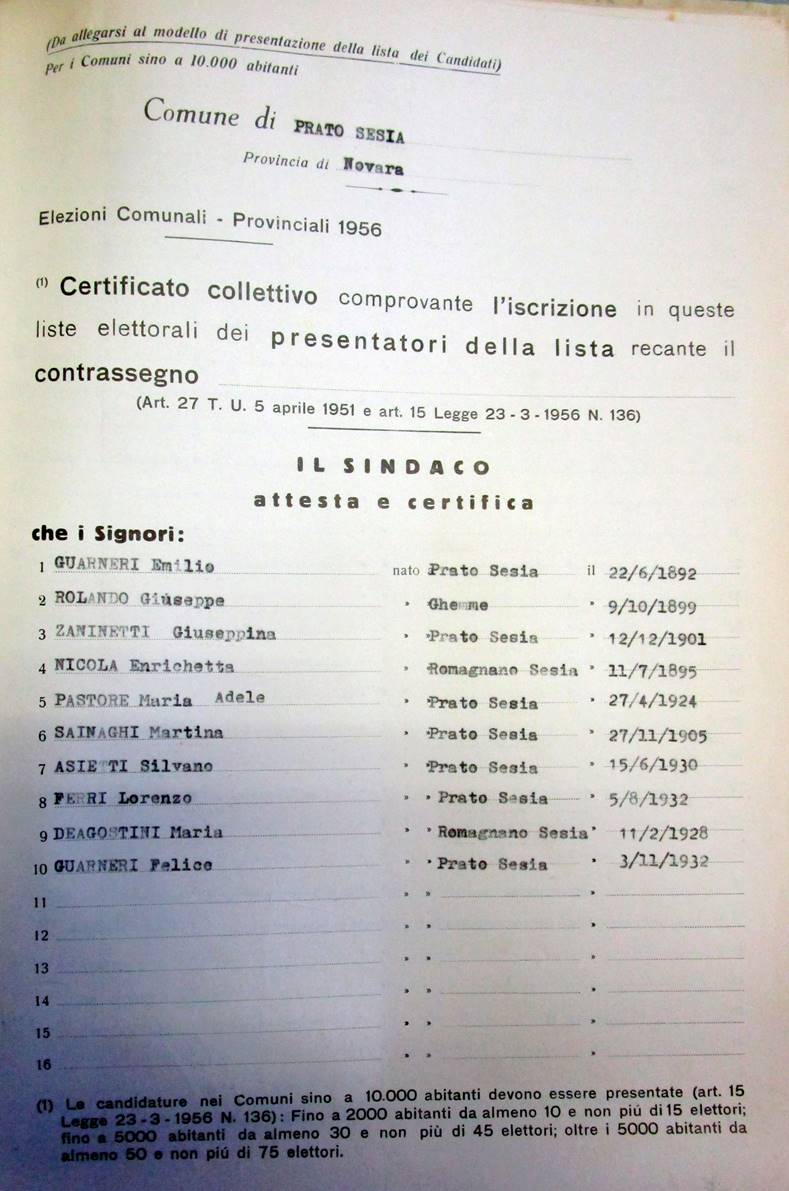 (Da allegarsi al modello di presentazione della lista dei Candidati)
Per i Comuni sino a 10.000 abitanti
Comune di PRATO SESIA
Provincia di Novara
Elezioni Comunali - Provinciali 1956
(1) Certificato collettivo comprovante l'iscrizione in queste
liste elettorali dei presentatori della lista recante il
contrassegno
(Art. 27 T. U. 5 aprile 1951 e art. 15 Legge 23 - 3 - 1956 N. 136)
IL SINDACO
attesta e certifica
che i Signori:
1 GUARNERI Emilio nato Prato Sesia il 22/6/1892
2 ROLANDO Giuseppe " Ghemme " 9/10/1899
3 ZANINETTI Giuseppina " Prato Sesia " 12/12/1901
4 NICOLA Enrichetta " Romagnano Sesia " 11/7/1895
5 PASTORE Maria Adele " Prato Sesia " 27/4/1924
6 SAINAGHI Martina " Prato Sesia " 27/11/1905
7 ASIETTI Silvano " Prato Sesia " 15/6/1930
8 FERRI Lorenzo " " Prato Sesia " 5/8/1932
9 DEAGOSTINI Maria " " Romagnano Sesia " 11/2/1928
10 GUARNERI Felice " " Prato Sesia " 3/11/1932
11 " " "
12 " " "
13 " " "
14 " " "
15 " " "
16 " " "
(1) Le candidature nei Comuni sino a 10.000 abitanti devono essere presentate (art. 15
Legge 23 - 3 - 1956 N. 136): Fino a 2000 abitanti da almeno 10 e non piú di 15 elettori;
fino a 5000 abitanti da almeno 30 e non più di 45 elettori; oltre i 5000 abitanti da
almeno 50 e non piú di 75 elettori.